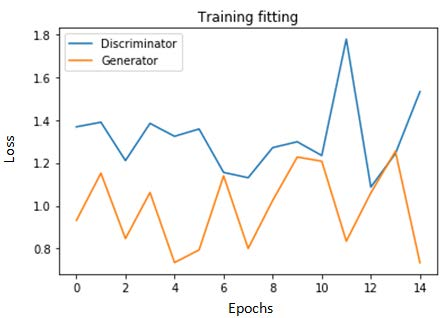 Training fitting
Discriminator
Generator
Loss
1.8
1.6
1.4
1.2
1.0
0.8
0 2 4 6 8 10 12 14
Epochs